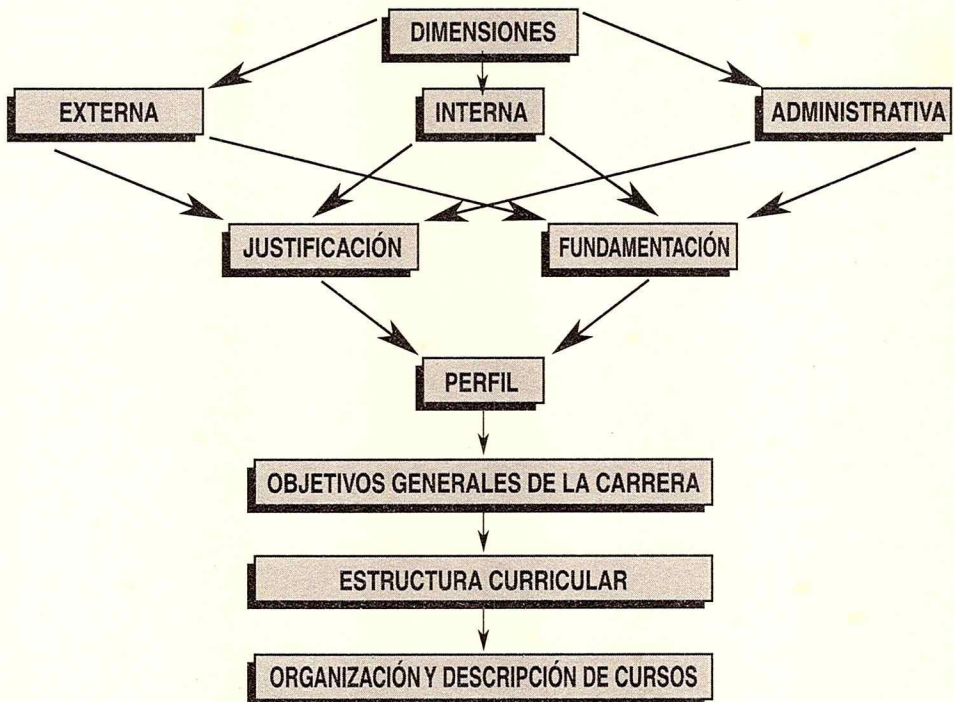 DIMENSIONES
EXTERNA
INTERNA
ADMINISTRATIVA
JUSTIFICACIÓN
FUNDAMENTACIÓN
PERFIL
OBJETIVOS GENERALES DE LA CARRERA
ESTRUCTURA CURRICULAR
ORGANIZACIÓN Y DESCRIPCIÓN DE CURSOS